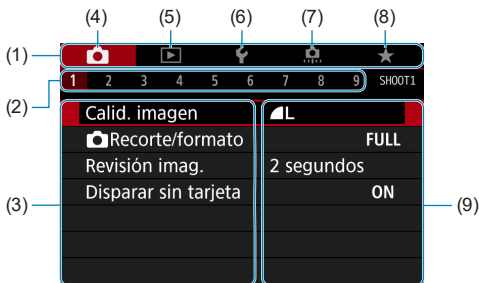 (4) (5) (6) (7) (8)
(1)
(2) 1 2 3 4 5 6 7 8 9 SHOOT1
Calid. imagen L
Recorte/formato FULL
Revisión imag. 2 segundos
(3) Disparar sin tarjeta ON (9)